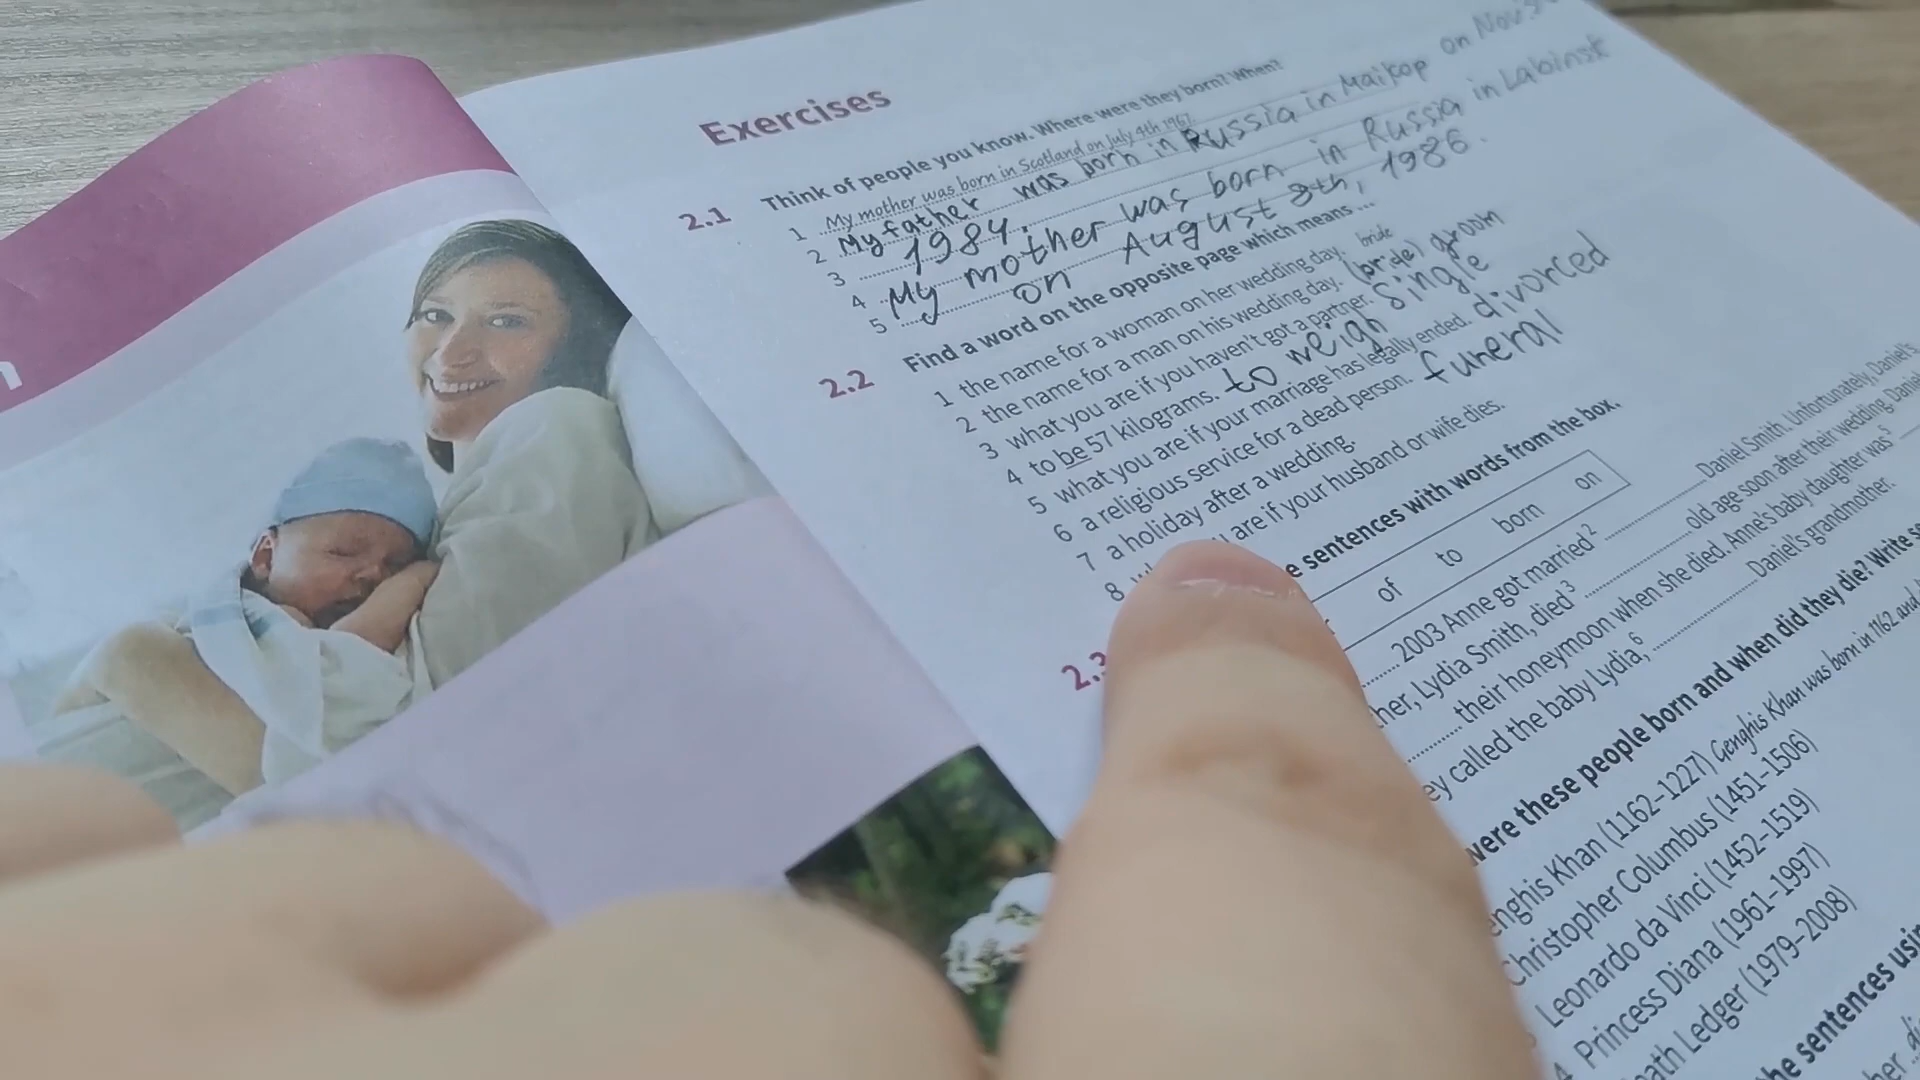 n
Exercises
2.1 Think of people you know. Where were they born? When?
1 My mother was born in Scotland on July 4th 1967.
2 My father was born in Russia in Maikop on Nov
3 1984.
4 My mother was born in Russia in Labinsk
5 on August 8th, 1986.
2.2 Find a word on the opposite page which means ...
1 the name for a woman on her wedding day. bride
2 the name for a man on his wedding day. (bride) groom
3 what you are if you haven't got a partner. single
4 to be 57 kilograms. to weigh
5 what you are if your marriage has legally ended. divorced
6 a religious service for a dead person. funeral
7 a holiday after a wedding.
8 are if your husband or wife dies.
2.3 sentences with words from the box.
of to born on
2003 Anne got married 2 Daniel Smith. Unfortunately, Daniel's
Lydia Smith, died 3 old age soon after their wedding. Daniel
their honeymoon when she died. Anne's baby daughter was 5
called the baby Lydia, 6 Daniel's grandmother.
were these people born and when did they die? Write
Genghis Khan (1162–1227) Genghis Khan was born in 1162 and
Christopher Columbus (1451–1506)
Leonardo da Vinci (1452–1519)
4 Princess Diana (1961–1997)
Heath Ledger (1979–2008)
the sentences